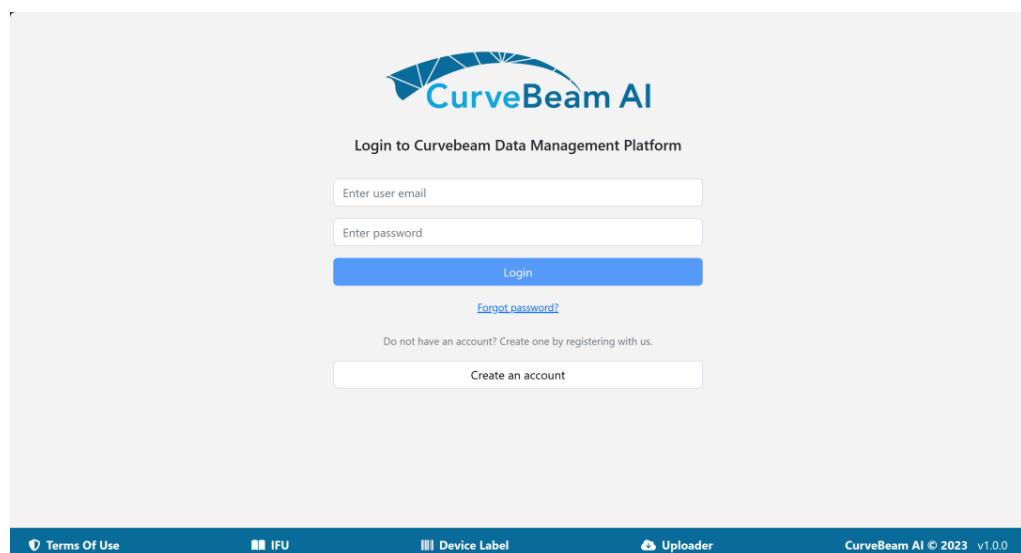 CurveBeam AI
Login to Curvebeam Data Management Platform
Enter user email
Enter password
Login
Forgot password?
Do not have an account? Create one by registering with us.
Create an account
Terms Of Use IFU Device Label Uploader CurveBeam AI © 2023 v1.0.0